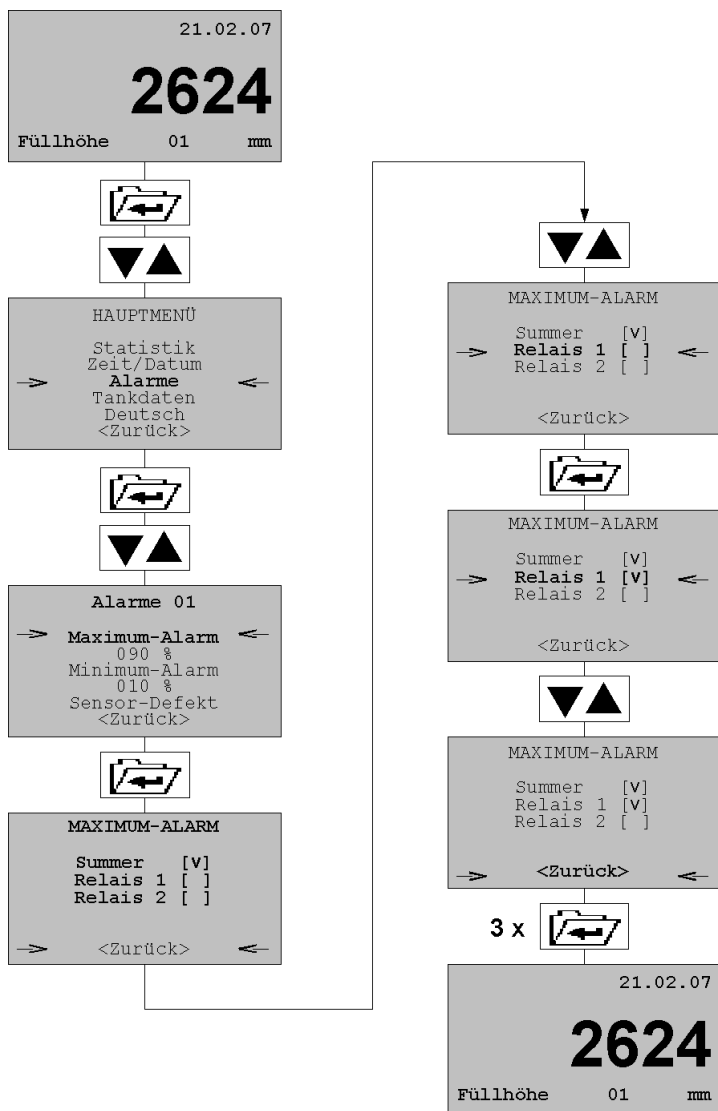 21.02.07
2624
Füllhöhe 01 mm
HAUPTMENÜ
Statistik
Zeit/Datum
Alarme
Tankdaten
Deutsch
<Zurück>
Alarme 01
Maximum-Alarm
090 %
Minimum-Alarm
010 %
Sensor-Defekt
<Zurück>
MAXIMUM-ALARM
Summer [v]
Relais 1 [ ]
Relais 2 [ ]
<Zurück>
MAXIMUM-ALARM
Summer [v]
Relais 1 [ ]
Relais 2 [ ]
<Zurück>
MAXIMUM-ALARM
Summer [v]
Relais 1 [v]
Relais 2 [ ]
<Zurück>
MAXIMUM-ALARM
Summer [v]
Relais 1 [v]
Relais 2 [ ]
<Zurück>
3 x
21.02.07
2624
Füllhöhe 01 mm